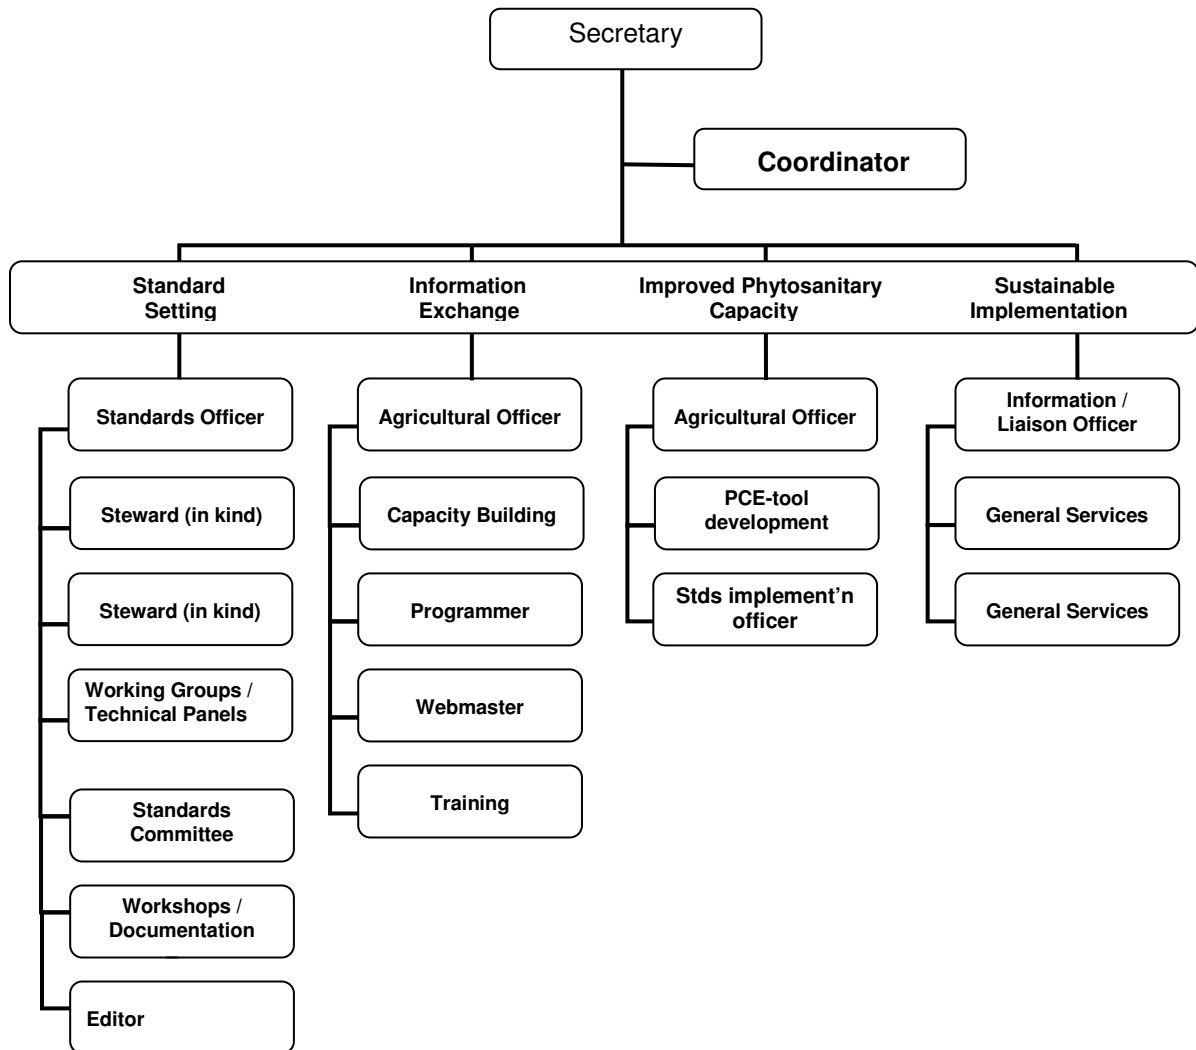 Secretary
Coordinator
Standard
Setting
Information
Exchange
Improved Phytosanitary
Capacity
Sustainable
Implementation
Standards Officer
Steward (in kind)
Steward (in kind)
Working Groups /
Technical Panels
Standards
Committee
Workshops /
Documentation
Editor
Agricultural Officer
Capacity Building
Programmer
Webmaster
Training
Agricultural Officer
PCE-tool
development
Stds implement’n
officer
Information /
Liaison Officer
General Services
General Services